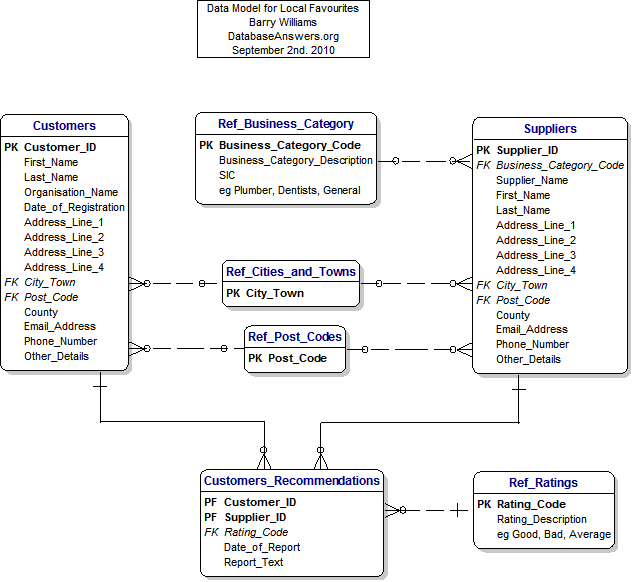 Data Model for Local Favourites
Barry Williams
DatabaseAnswers.org
September 2nd. 2010
Customers
PK Customer_ID
First_Name
Last_Name
Organisation_Name
Date_of_Registration
Address_Line_1
Address_Line_2
Address_Line_3
Address_Line_4
FK City_Town
FK Post_Code
County
Email_Address
Phone_Number
Other_Details
Ref_Business_Category
PK Business_Category_Code
Business_Category_Description
SIC
eg Plumber, Dentists, General
Suppliers
PK Supplier_ID
FK Business_Category_Code
Supplier_Name
First_Name
Last_Name
Address_Line_1
Address_Line_2
Address_Line_3
Address_Line_4
FK City_Town
FK Post_Code
County
Email_Address
Phone_Number
Other_Details
Ref_Cities_and_Towns
PK City_Town
Ref_Post_Codes
PK Post_Code
Customers_Recommendations
PF Customer_ID
PF Supplier_ID
FK Rating_Code
Date_of_Report
Report_Text
Ref_Ratings
PK Rating_Code
Rating_Description
eg Good, Bad, Average